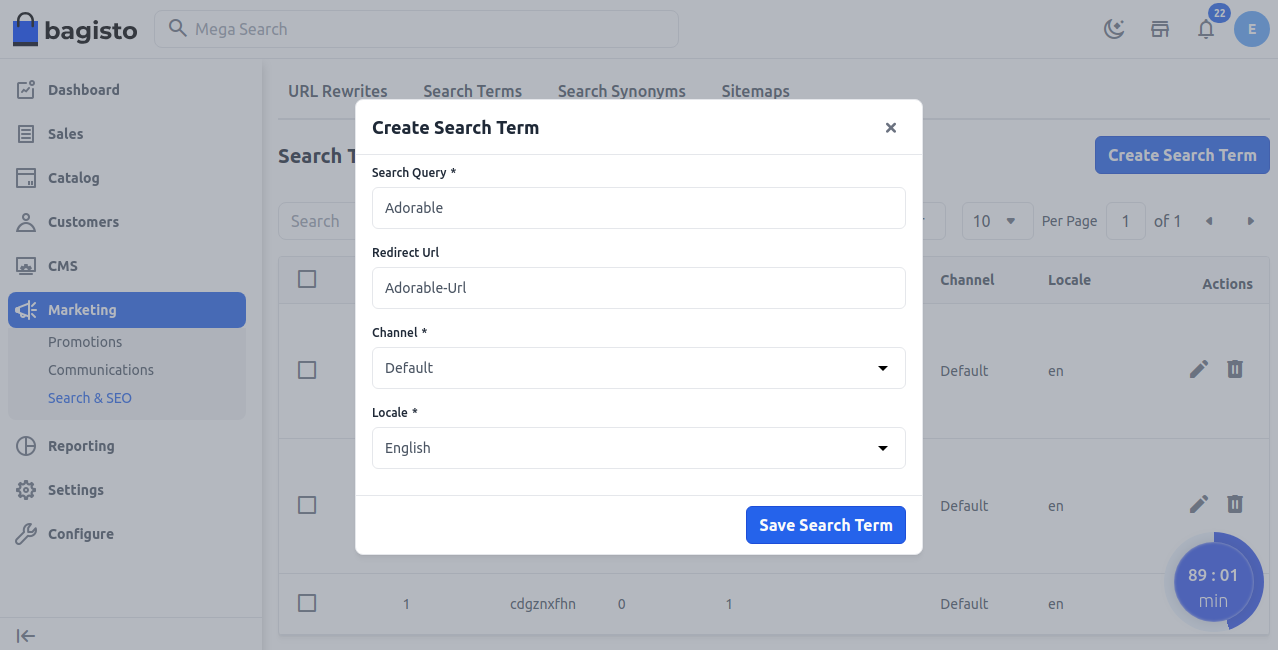 bagisto
Mega Search
22
E
Dashboard
Sales
Catalog
Customers
CMS
Marketing
Promotions
Communications
Search & SEO
Reporting
Settings
Configure
URL Rewrites Search Terms Search Synonyms Sitemaps
Search T
Create Search Term
Search
10 Per Page 1 of 1
Channel Locale Actions
Default en
Default en
1 cdgznxfhn 0 1 Default en
Create Search Term
Search Query *
Adorable
Redirect Url
Adorable-Url
Channel *
Default
Locale *
English
Save Search Term
89 : 01
min